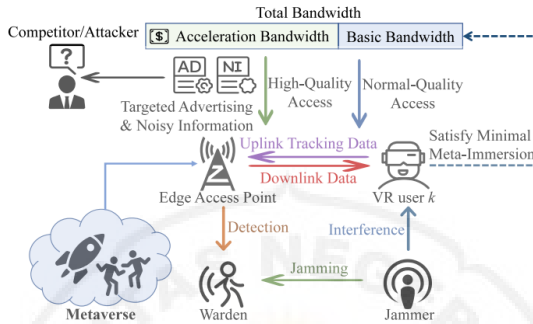 Total Bandwidth
Competitor/Attacker
$ Acceleration Bandwidth
Basic Bandwidth
?
AD
NI
High-Quality
Access
Normal-Quality
Access
Targeted Advertising
& Noisy Information
Uplink Tracking Data
Satisfy Minimal
Meta-Immersion
Downlink Data
Edge Access Point
VR user k
Detection
Interference
Jamming
Metaverse
Warden
Jammer